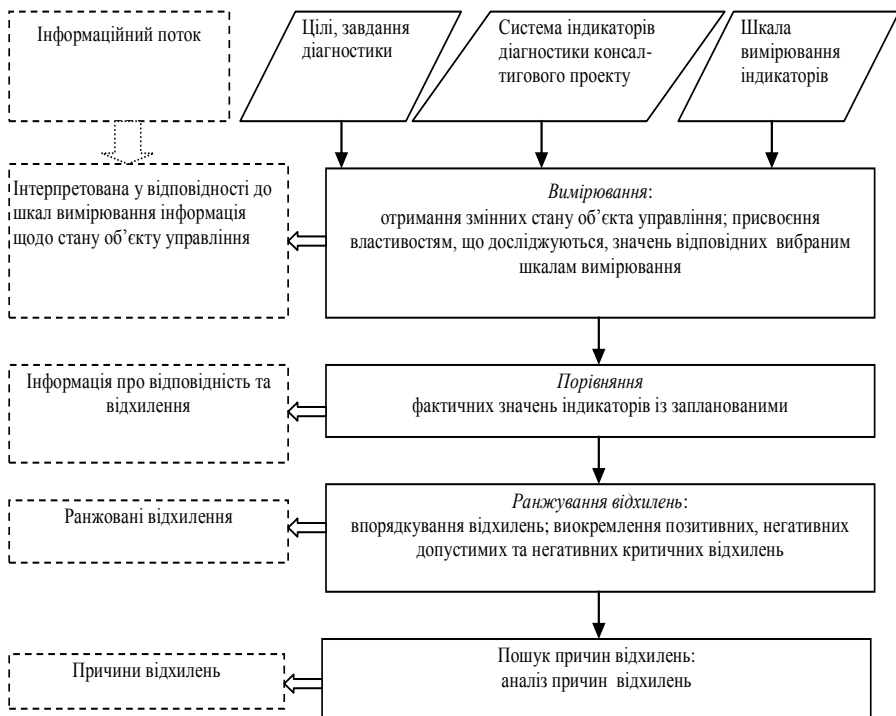 Інформаційний поток
Цілі, завдання
діагностики
Система індикаторів
діагностики консал-
тигового проекту
Шкала
вимірювання
індикаторів
Інтерпретована у відповідності до
шкал вимірювання інформація
щодо стану об’єкту управління
Вимірювання:
отримання змінних стану об’єкта управління; присвоєння
властивостям, що досліджуються, значень відповідних вибраним
шкалам вимірювання
Інформація про відповідність та
відхилення
Порівняння
фактичних значень індикаторів із запланованими
Ранжовані відхилення
Ранжування відхилень:
впорядкування відхилень; виокремлення позитивних, негативних
допустимих та негативних критичних відхилень
Причини відхилень
Пошук причин відхилень:
аналіз причин відхилень